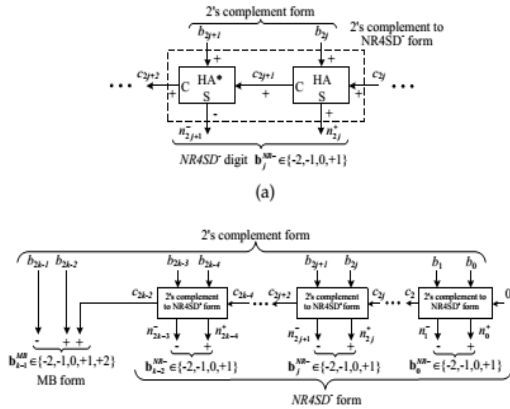 2's complement form
2's complement to
NR4SD⁻ form
b₂ⱼ₊₁ b₂ⱼ
+ +
c₂ⱼ₊₂ C HA* c₂ⱼ₊₁ C HA c₂ⱼ
+ S + S +
- +
n⁻₂ⱼ₊₁ n⁺₂ⱼ
NR4SD⁻ digit bⱼᴺᴿ⁻∈{-2,-1,0,+1}
(a)
2's complement form
b₂ₖ₋₁ b₂ₖ₋₂ b₂ₖ₋₃ b₂ₖ₋₄ b₂ⱼ₊₁ b₂ⱼ b₁ b₀
c₂ₖ₋₂ 2's complement to NR4SD⁻ form c₂ₖ₋₄ c₂ⱼ₊₂ 2's complement to NR4SD⁻ form c₂ⱼ c₂ 2's complement to NR4SD⁻ form 0
n⁻₂ₖ₋₃ n⁺₂ₖ₋₄ n⁻₂ⱼ₊₁ n⁺₂ⱼ n⁻₁ n⁺₀
- + + - + - + - +
bₖ₋₁ᴹᴮ∈{-2,-1,0,+1,+2} bₖ₋₂ᴺᴿ⁻∈{-2,-1,0,+1} bⱼᴺᴿ⁻∈{-2,-1,0,+1} b₀ᴺᴿ⁻∈{-2,-1,0,+1}
MB form
NR4SD⁻ form